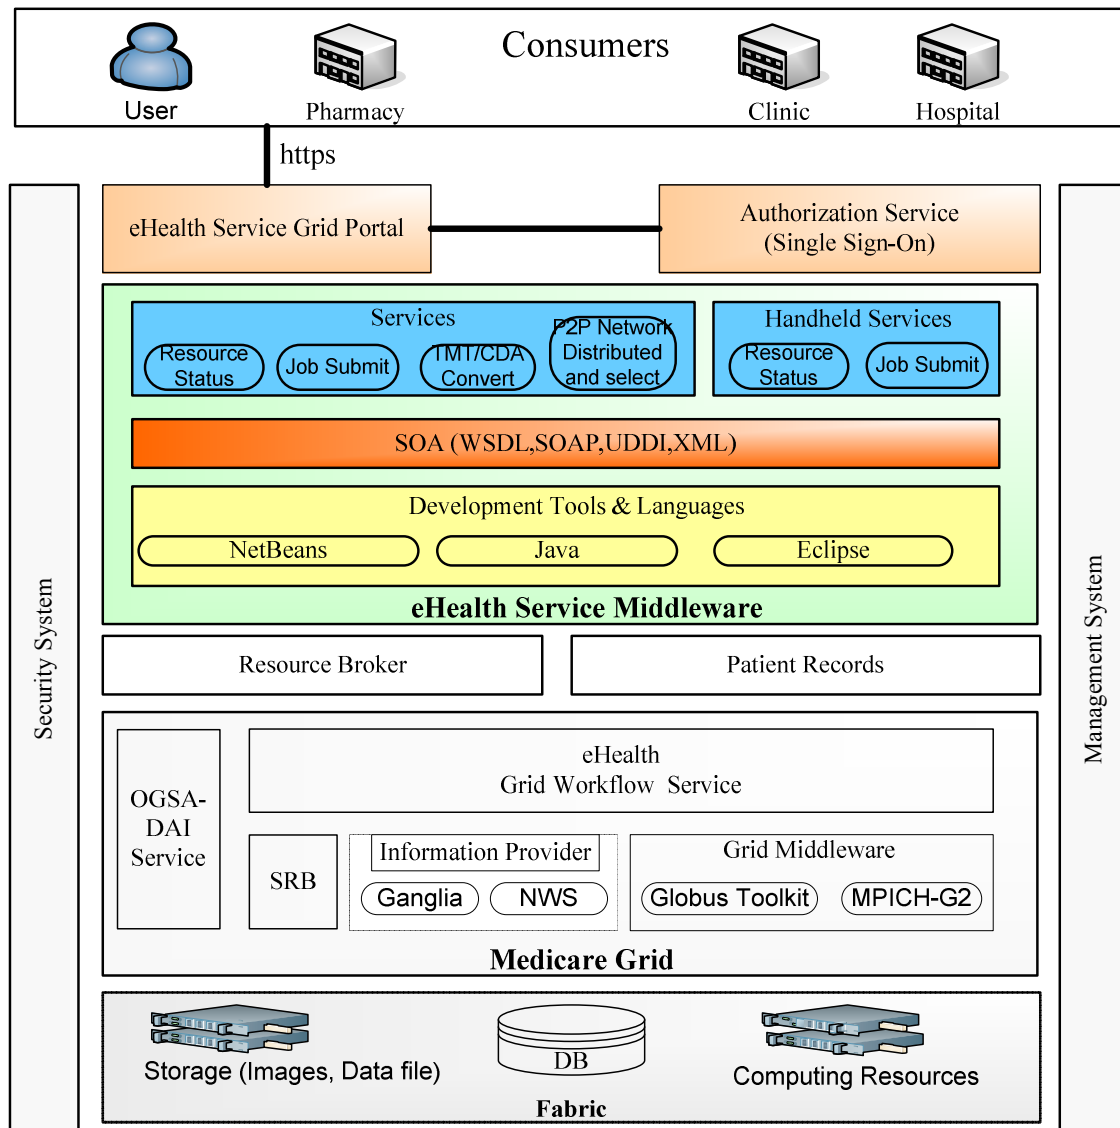 Consumers
User
Pharmacy
Clinic
Hospital
https
eHealth Service Grid Portal
Authorization Service
(Single Sign-On)
Services
Resource
Status
Job Submit
TMT/CDA
Convert
P2P Network
Distributed
and select
Handheld Services
Resource
Status
Job Submit
SOA (WSDL,SOAP,UDDI,XML)
Development Tools & Languages
NetBeans
Java
Eclipse
eHealth Service Middleware
Security System
Management System
Resource Broker
Patient Records
OGSA-
DAI
Service
eHealth
Grid Workflow Service
SRB
Information Provider
Ganglia
NWS
Grid Middleware
Globus Toolkit
MPICH-G2
Medicare Grid
Storage (Images, Data file)
DB
Computing Resources
Fabric